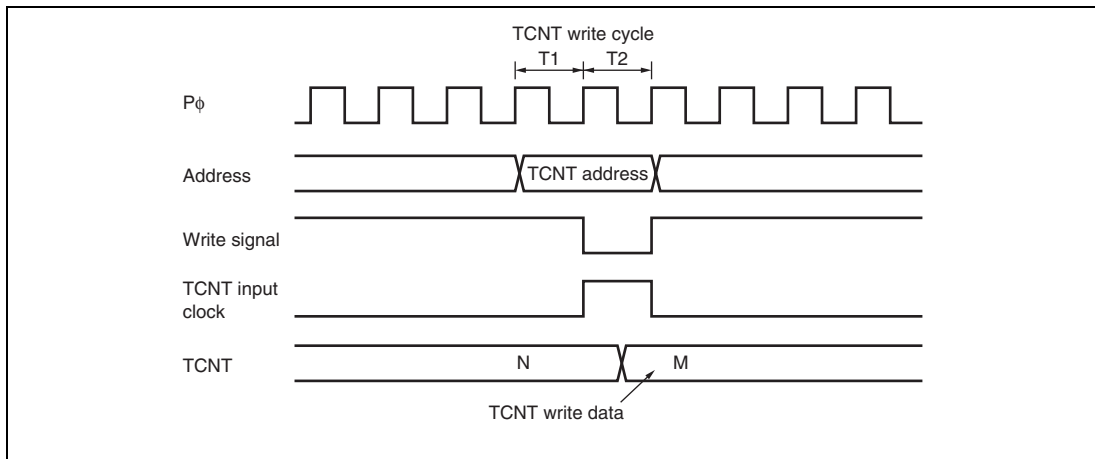 TCNT write cycle
T1 T2
Pϕ
Address
TCNT address
Write signal
TCNT input
clock
TCNT
N
M
TCNT write data